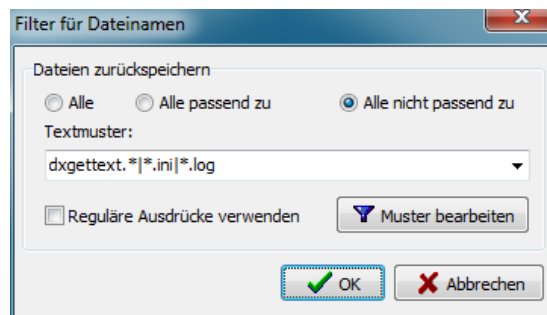 Filter für Dateinamen
Dateien zurückspeichern
Alle Alle passend zu Alle nicht passend zu
Textmuster:
dxgettext.*|*.ini|*.log
Reguläre Ausdrücke verwenden Muster bearbeiten
OK Abbrechen